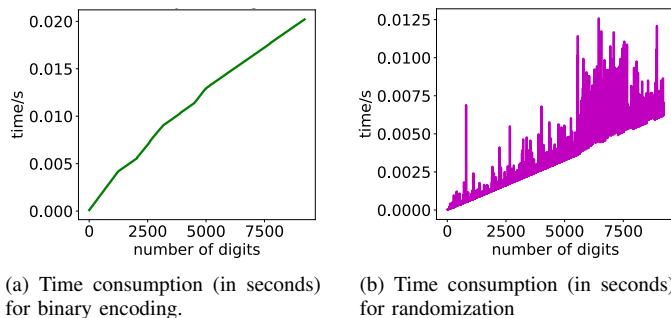 0.020
0.015
0.010
0.005
0.000
time/s
0 2500 5000 7500
number of digits
(a) Time consumption (in seconds)
for binary encoding.
0.0125
0.0100
0.0075
0.0050
0.0025
0.0000
time/s
0 2500 5000 7500
number of digits
(b) Time consumption (in seconds)
for randomization